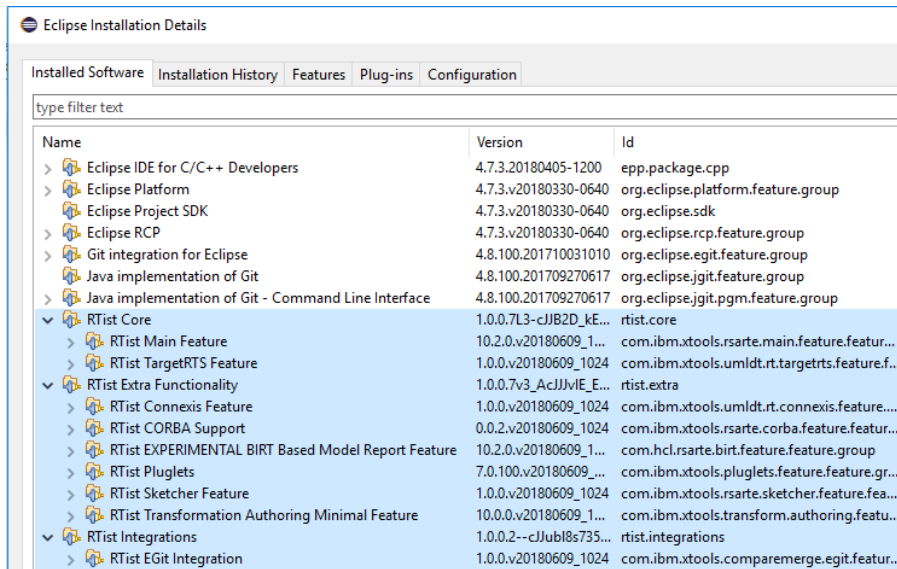 Eclipse Installation Details
Installed Software Installation History Features Plug-ins Configuration
type filter text
Name Version Id
Eclipse IDE for C/C++ Developers 4.7.3.20180405-1200 epp.package.cpp
Eclipse Platform 4.7.3.v20180330-0640 org.eclipse.platform.feature.group
Eclipse Project SDK 4.7.3.v20180330-0640 org.eclipse.sdk
Eclipse RCP 4.7.3.v20180330-0640 org.eclipse.rcp.feature.group
Git integration for Eclipse 4.8.100.201710031010 org.eclipse.egit.feature.group
Java implementation of Git 4.8.100.201709270617 org.eclipse.jgit.feature.group
Java implementation of Git - Command Line Interface 4.8.100.201709270617 org.eclipse.jgit.pgm.feature.group
RTist Core 1.0.0.7L3-cJJB2D_kE... rtist.core
RTist Main Feature 10.2.0.v20180609_1... com.ibm.xtools.rsarte.main.feature.featur...
RTist TargetRTS Feature 1.0.0.v20180609_1024 com.ibm.xtools.umldt.rt.targetrts.feature.f...
RTist Extra Functionality 1.0.0.7v3_AcJJJvIE_E... rtist.extra
RTist Connexis Feature 1.0.0.v20180609_1024 com.ibm.xtools.umldt.rt.connexis.feature....
RTist CORBA Support 0.0.2.v20180609_1024 com.ibm.xtools.rsarte.corba.feature.featur...
RTist EXPERIMENTAL BIRT Based Model Report Feature 10.2.0.v20180609_1... com.hcl.rsarte.birt.feature.feature.group
RTist Pluglets 7.0.100.v20180609_... com.ibm.xtools.pluglets.feature.feature.gr...
RTist Sketcher Feature 1.0.0.v20180609_1024 com.ibm.xtools.rsarte.sketcher.feature.fea...
RTist Transformation Authoring Minimal Feature 10.0.0.v20180609_1... com.ibm.xtools.transform.authoring.featu...
RTist Integrations 1.0.0.2--cJJubI8s735... rtist.integrations
RTist EGit Integration 1.0.0.v20180609_1024 com.ibm.xtools.comparemerge.egit.featur...